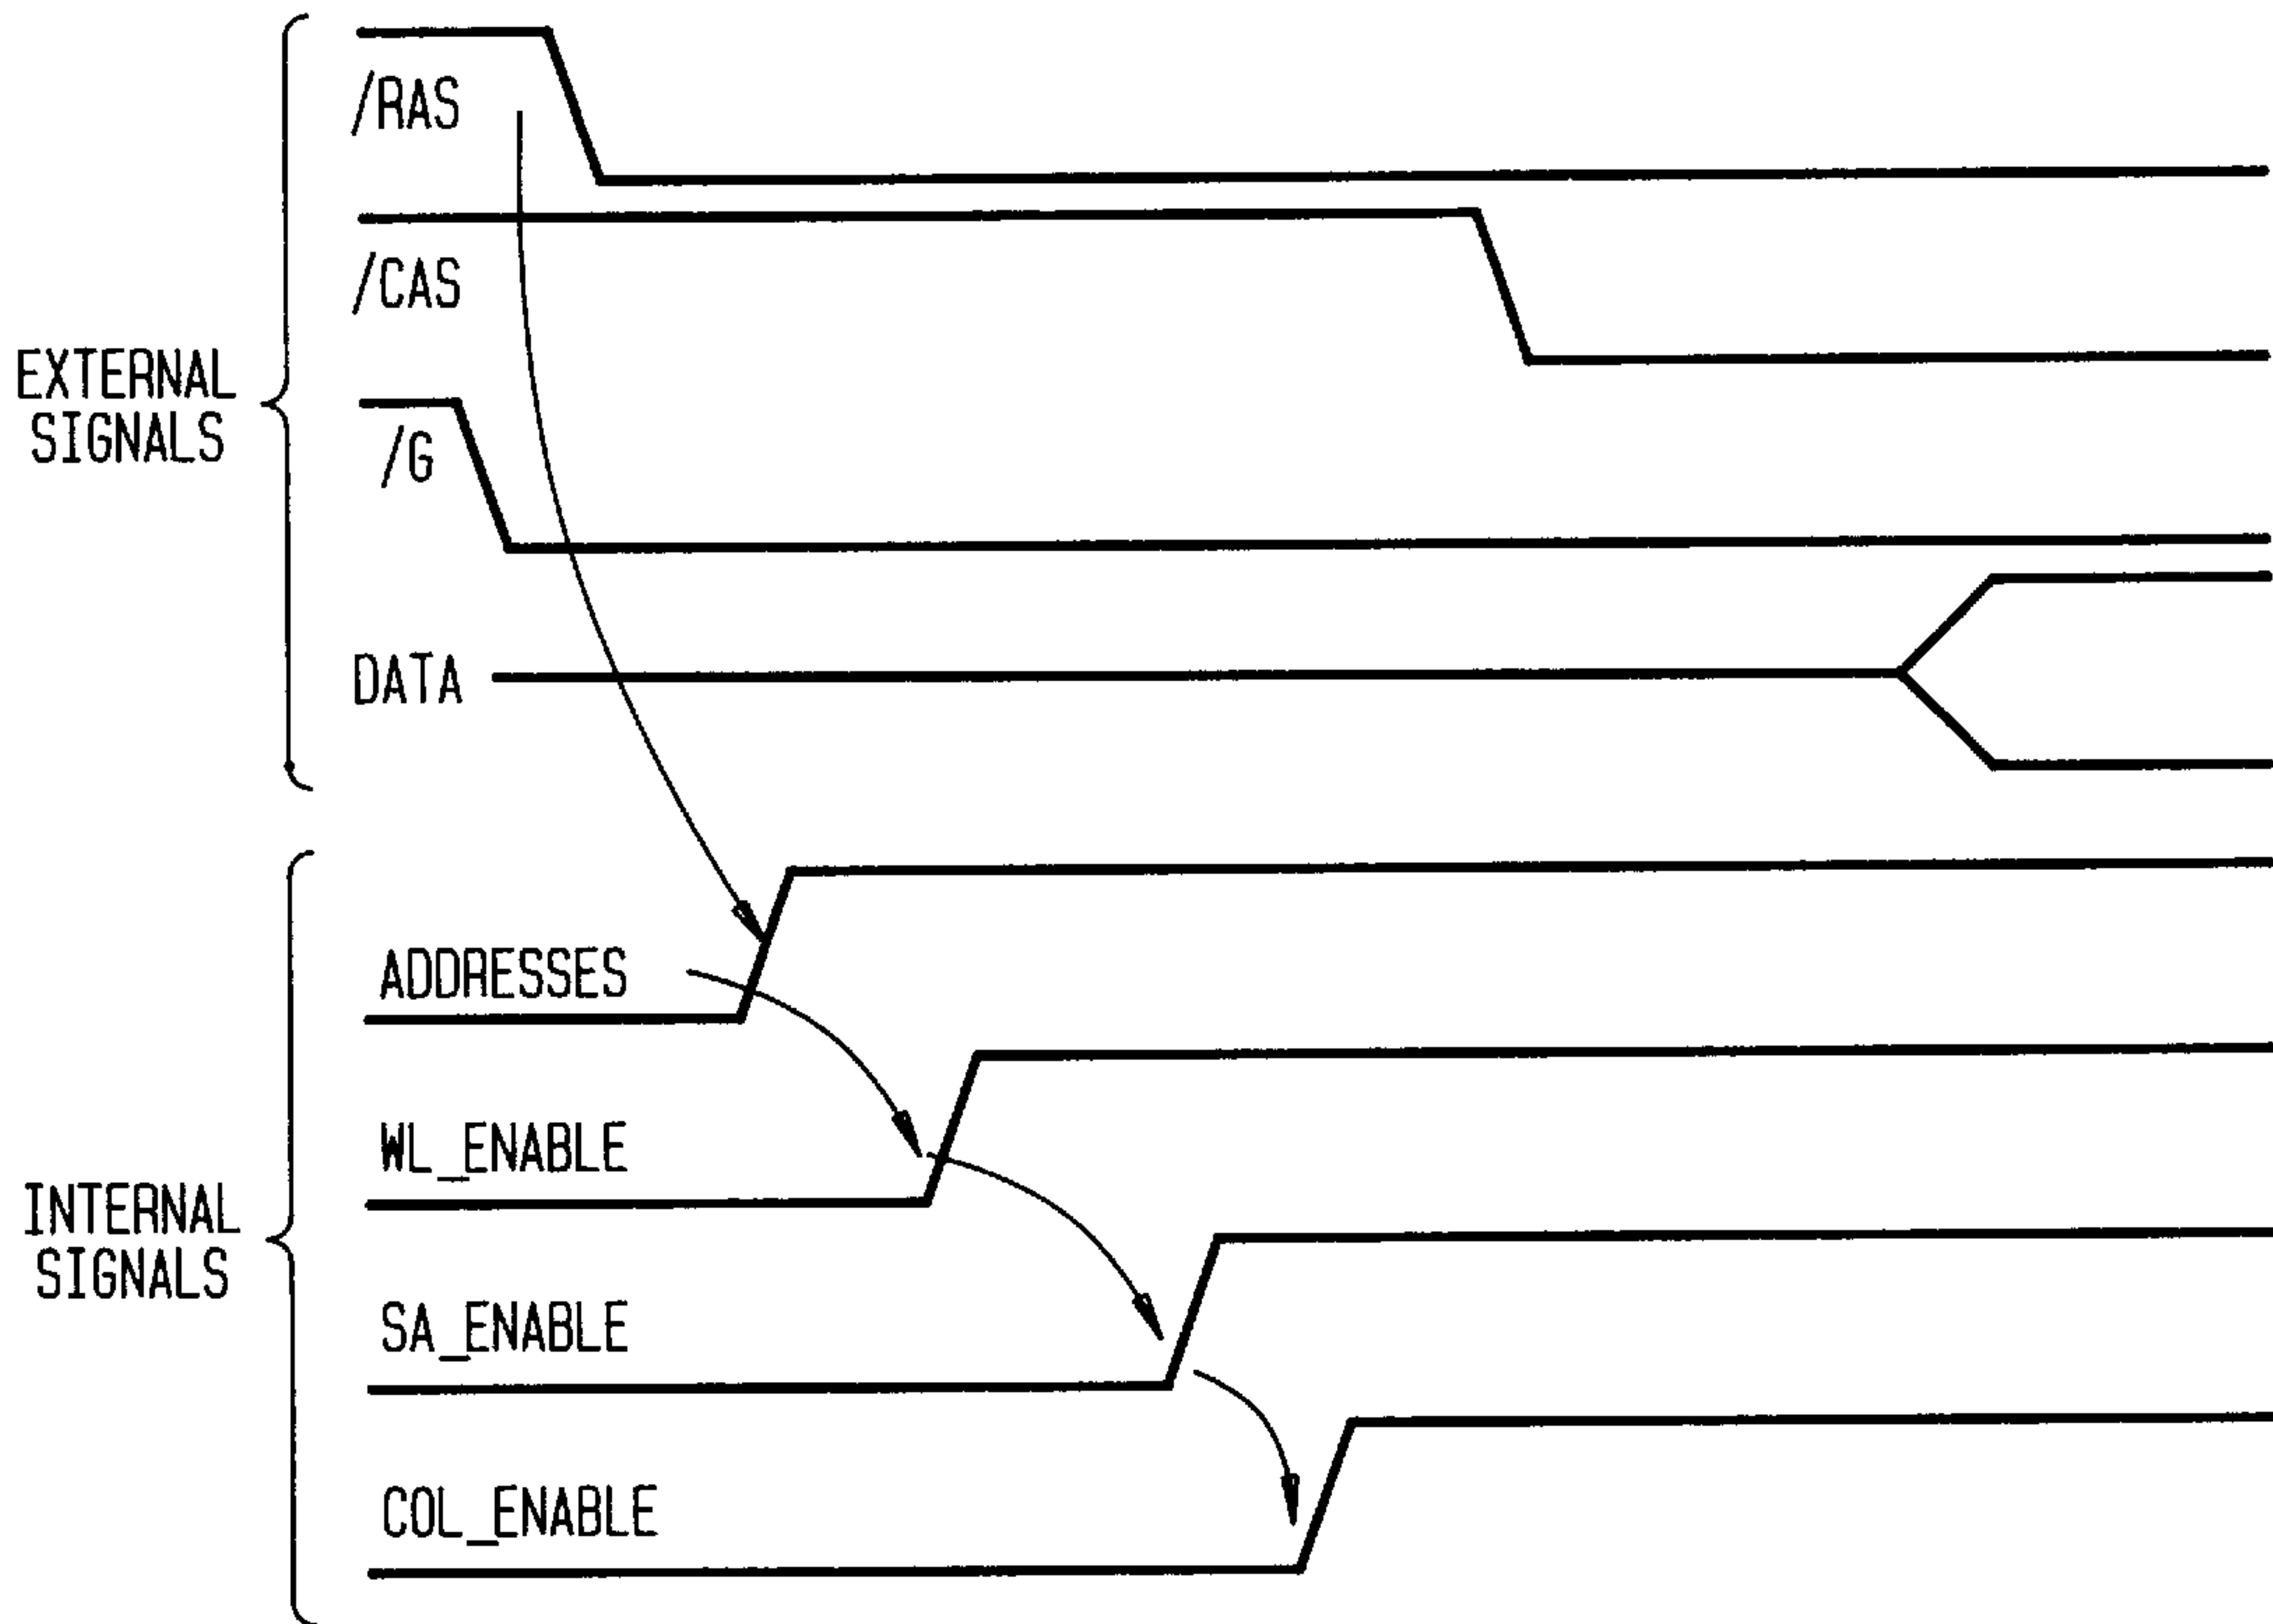 /RAS
/CAS
EXTERNAL
SIGNALS
/G
DATA
ADDRESSES
WL_ENABLE
INTERNAL
SIGNALS
SA_ENABLE
COL_ENABLE